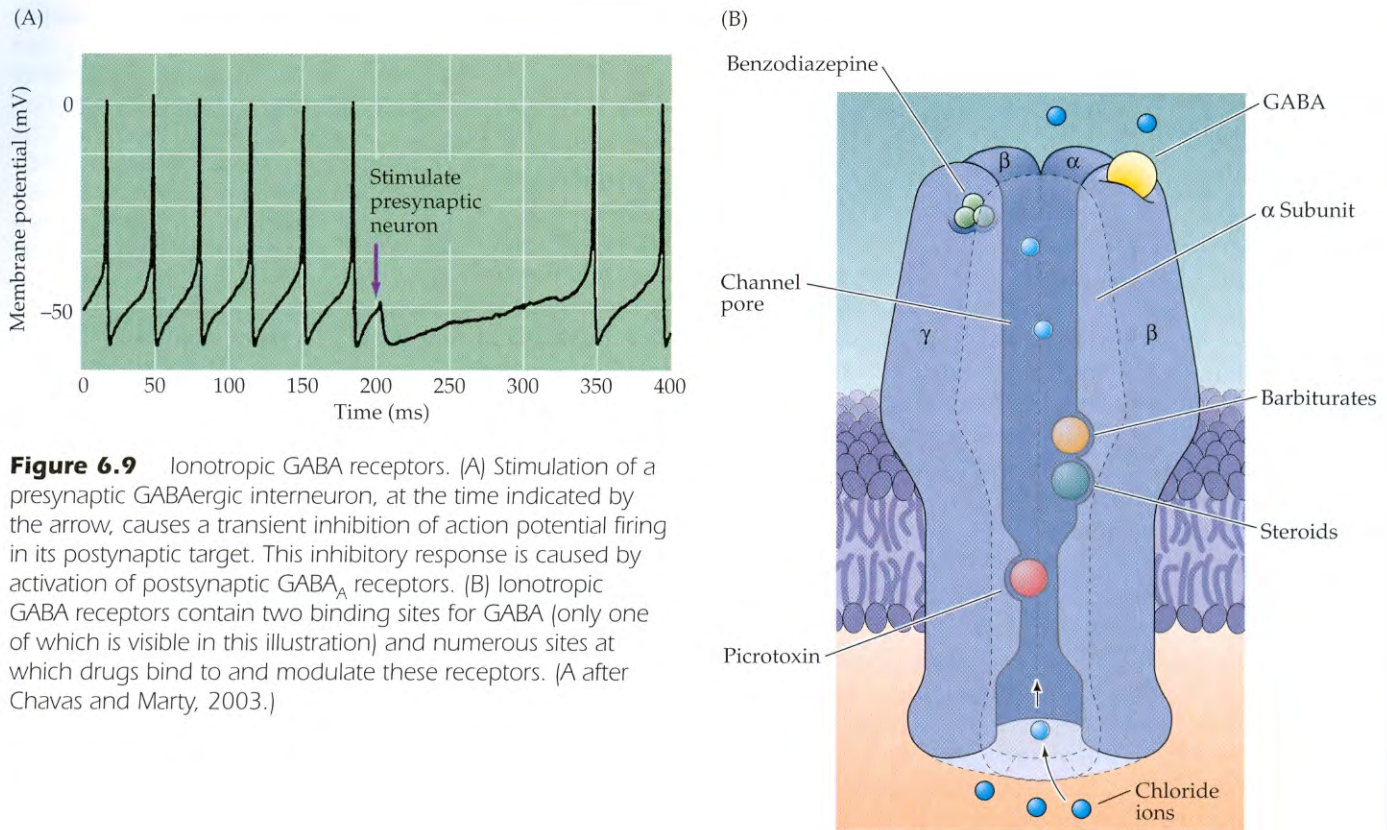 (A)
Membrane potential (mV)
0
−50
Stimulate
presynaptic
neuron
0 50 100 150 200 250 300 350 400
Time (ms)
Figure 6.9 Ionotropic GABA receptors. (A) Stimulation of a
presynaptic GABAergic interneuron, at the time indicated by
the arrow, causes a transient inhibition of action potential firing
in its postynaptic target. This inhibitory response is caused by
activation of postsynaptic GABA_A receptors. (B) Ionotropic
GABA receptors contain two binding sites for GABA (only one
of which is visible in this illustration) and numerous sites at
which drugs bind to and modulate these receptors. (A after
Chavas and Marty, 2003.)
(B)
Benzodiazepine
GABA
β α
α Subunit
Channel
pore
γ β
Barbiturates
Steroids
Picrotoxin
Chloride
ions